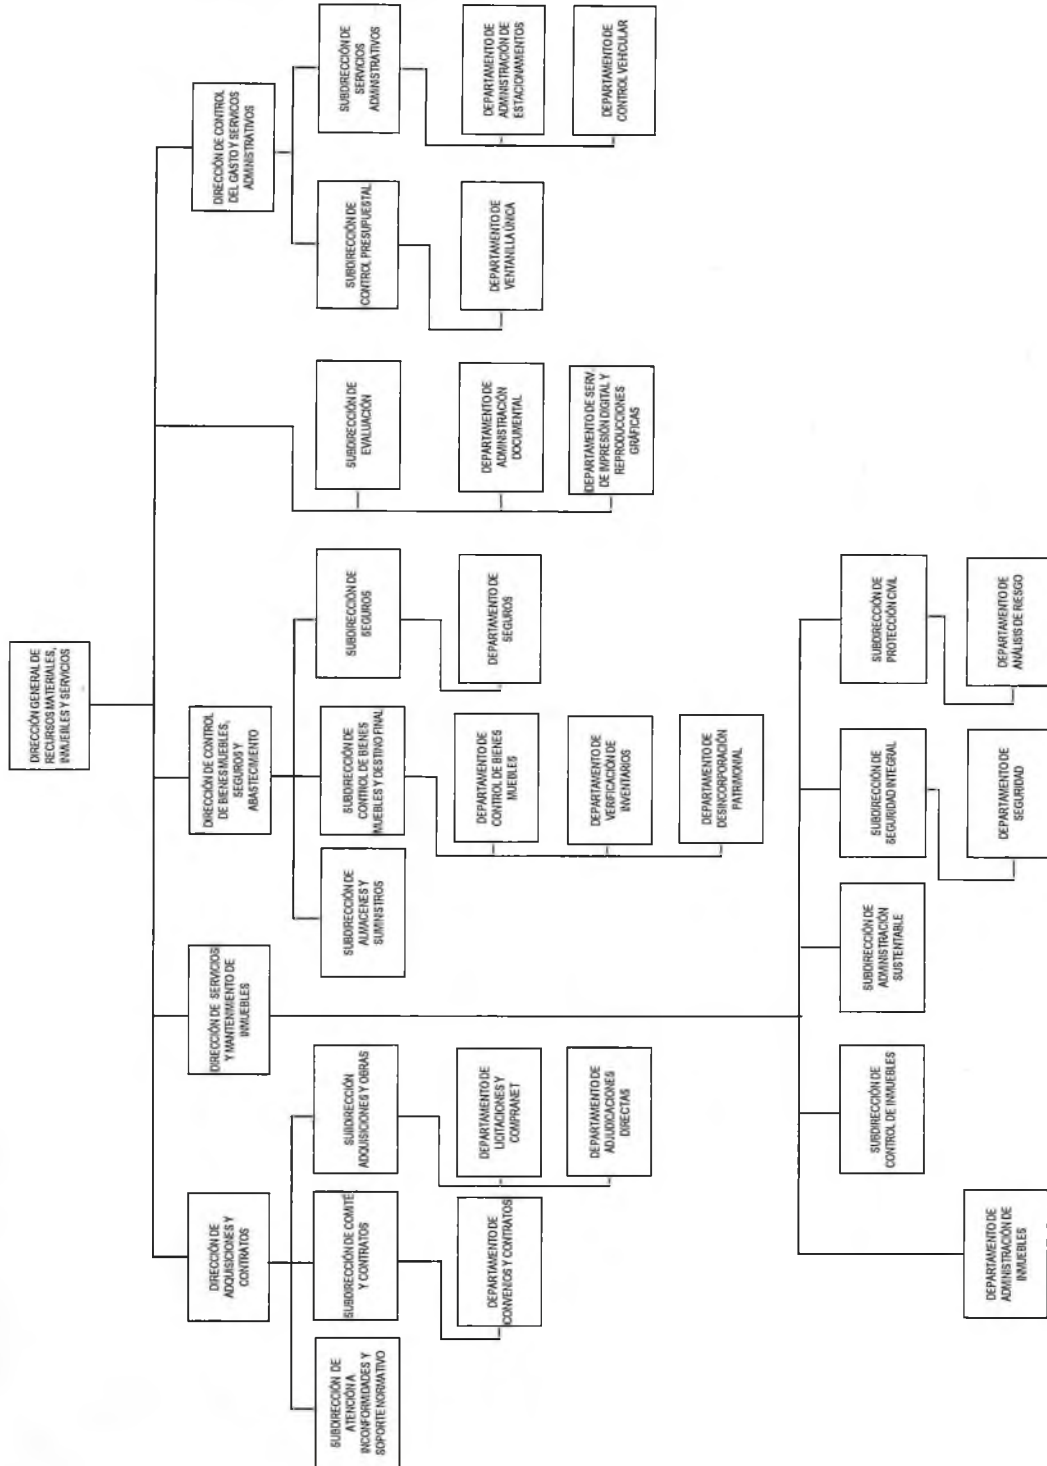 DIRECCIÓN GENERAL DE
RECURSOS MATERIALES,
INMUEBLES Y SERVICIOS
DIRECCIÓN DE
ADQUISICIONES Y
CONTRATOS
DIRECCIÓN DE SERVICIOS
Y MANTENIMIENTO DE
INMUEBLES
DIRECCIÓN DE CONTROL
DE BIENES MUEBLES,
SEGUROS Y
ABASTECIMIENTO
DIRECCIÓN DE CONTROL
DEL GASTO Y SERVICOS
ADMINISTRATIVOS
SUBDIRECCIÓN DE
ATENCIÓN A
INCONFORMIDADES Y
SOPORTE NORMATIVO
SUBDIRECCIÓN DE COMITÉ
Y CONTRATOS
SUBDIRECCIÓN
ADQUISICIONES Y OBRAS
SUBDIRECCIÓN DE
ALMACENES Y
SUMINISTROS
SUBDIRECCIÓN DE
CONTROL DE BIENES
MUEBLES Y DESTINO FINAL
SUBDIRECCIÓN DE
SEGUROS
SUBDIRECCIÓN DE
EVALUACIÓN
SUBDIRECCIÓN DE
CONTROL PRESUPUESTAL
SUBDIRECCIÓN DE
SERVICIOS
ADMINISTRATIVOS
DEPARTAMENTO DE
CONVENIOS Y CONTRATOS
DEPARTAMENTO DE
LICITACIONES Y
COMPRANET
DEPARTAMENTO DE
CONTROL DE BIENES
MUEBLES
DEPARTAMENTO DE
SEGUROS
DEPARTAMENTO DE
ADMINISTRACIÓN
DOCUMENTAL
DEPARTAMENTO DE
VENTANILLA ÚNICA
DEPARTAMENTO DE
ADMINISTRACIÓN DE
ESTACIONAMIENTOS
DEPARTAMENTO DE
ADJUDICACIONES
DIRECTAS
DEPARTAMENTO DE
VERIFICACIÓN DE
INVENTARIOS
DEPARTAMENTO DE SERV.
DE IMPRESIÓN DIGITAL Y
REPRODUCCIONES
GRÁFICAS
DEPARTAMENTO DE
CONTROL VEHICULAR
DEPARTAMENTO DE
DESINCORPORACIÓN
PATRIMONIAL
SUBDIRECCIÓN DE
CONTROL DE INMUEBLES
SUBDIRECCIÓN DE
ADMINISTRACIÓN
SUSTENTABLE
SUBDIRECCIÓN DE
SEGURIDAD INTEGRAL
SUBDIRECCIÓN DE
PROTECCIÓN CIVIL
DEPARTAMENTO DE
ADMINISTRACIÓN DE
INMUEBLES
DEPARTAMENTO DE
SEGURIDAD
DEPARTAMENTO DE
ANÁLISIS DE RIESGO